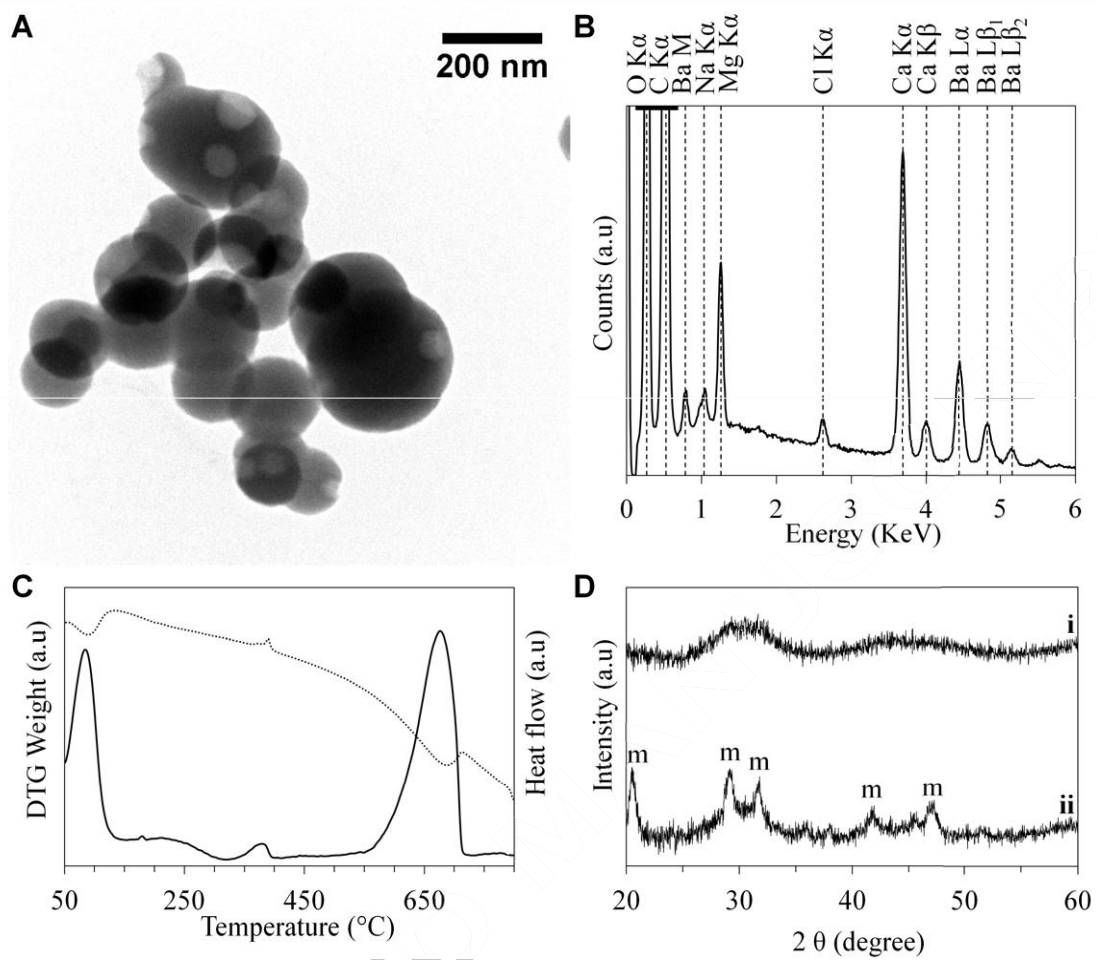 A
200 nm
B
O Kα
C Kα
Ba M
Na Kα
Mg Kα
Cl Kα
Ca Kα
Ca Kβ
Ba Lα
Ba Lβ1
Ba Lβ2
Counts (a.u)
0 1 2 3 4 5 6
Energy (KeV)
C
DTG Weight (a.u)
Heat flow (a.u)
50 250 450 650
Temperature (°C)
D
Intensity (a.u)
i
m m m m m
ii
20 30 40 50 60
2 θ (degree)